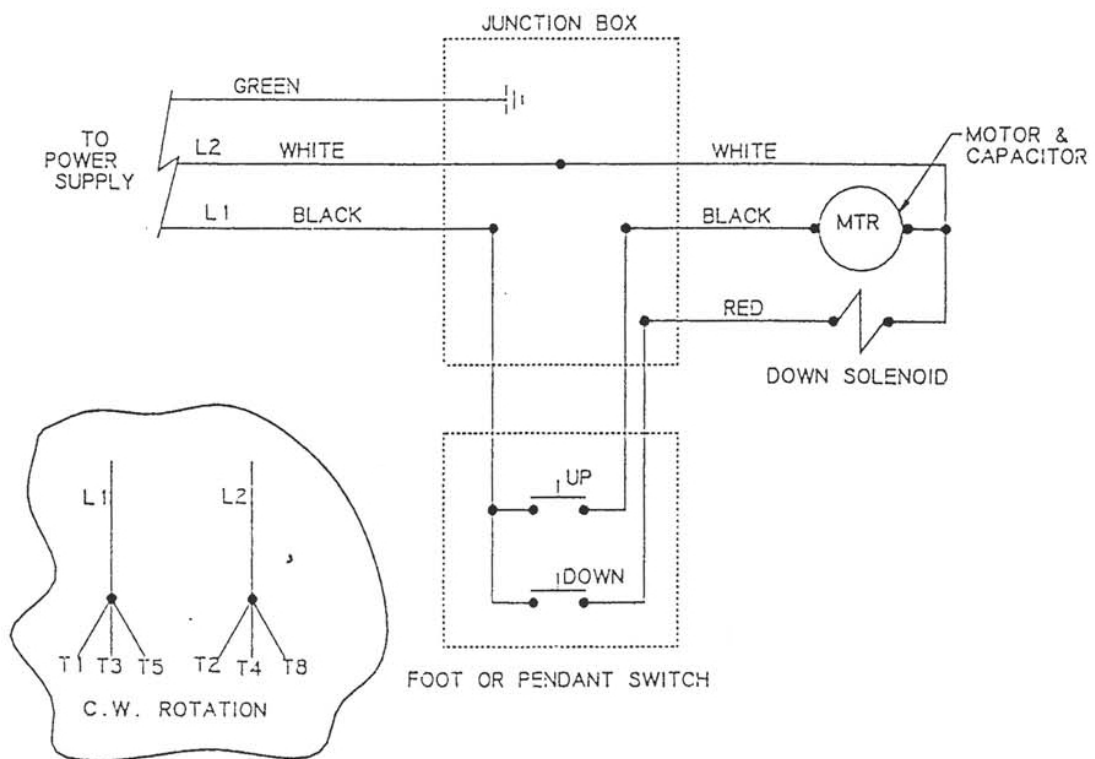 JUNCTION BOX
GREEN
TO
POWER
SUPPLY
L2
WHITE
WHITE
MOTOR &
CAPACITOR
L1
BLACK
BLACK
MTR
RED
DOWN SOLENOID
UP
DOWN
FOOT OR PENDANT SWITCH
L1
L2
T1 T3 T5
T2 T4 T8
C.W. ROTATION